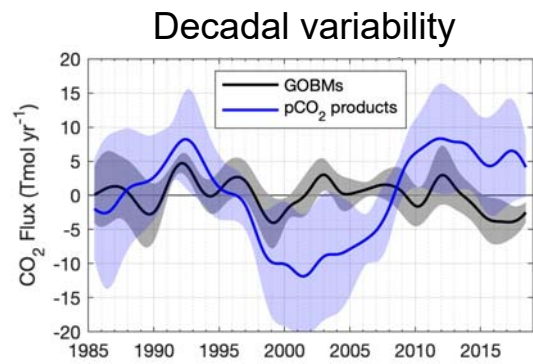 Decadal variability
GOBMs
pCO₂ products
CO₂ Flux (Tmol yr⁻¹)
20
15
10
5
0
-5
-10
-15
-20
1985 1990 1995 2000 2005 2010 2015